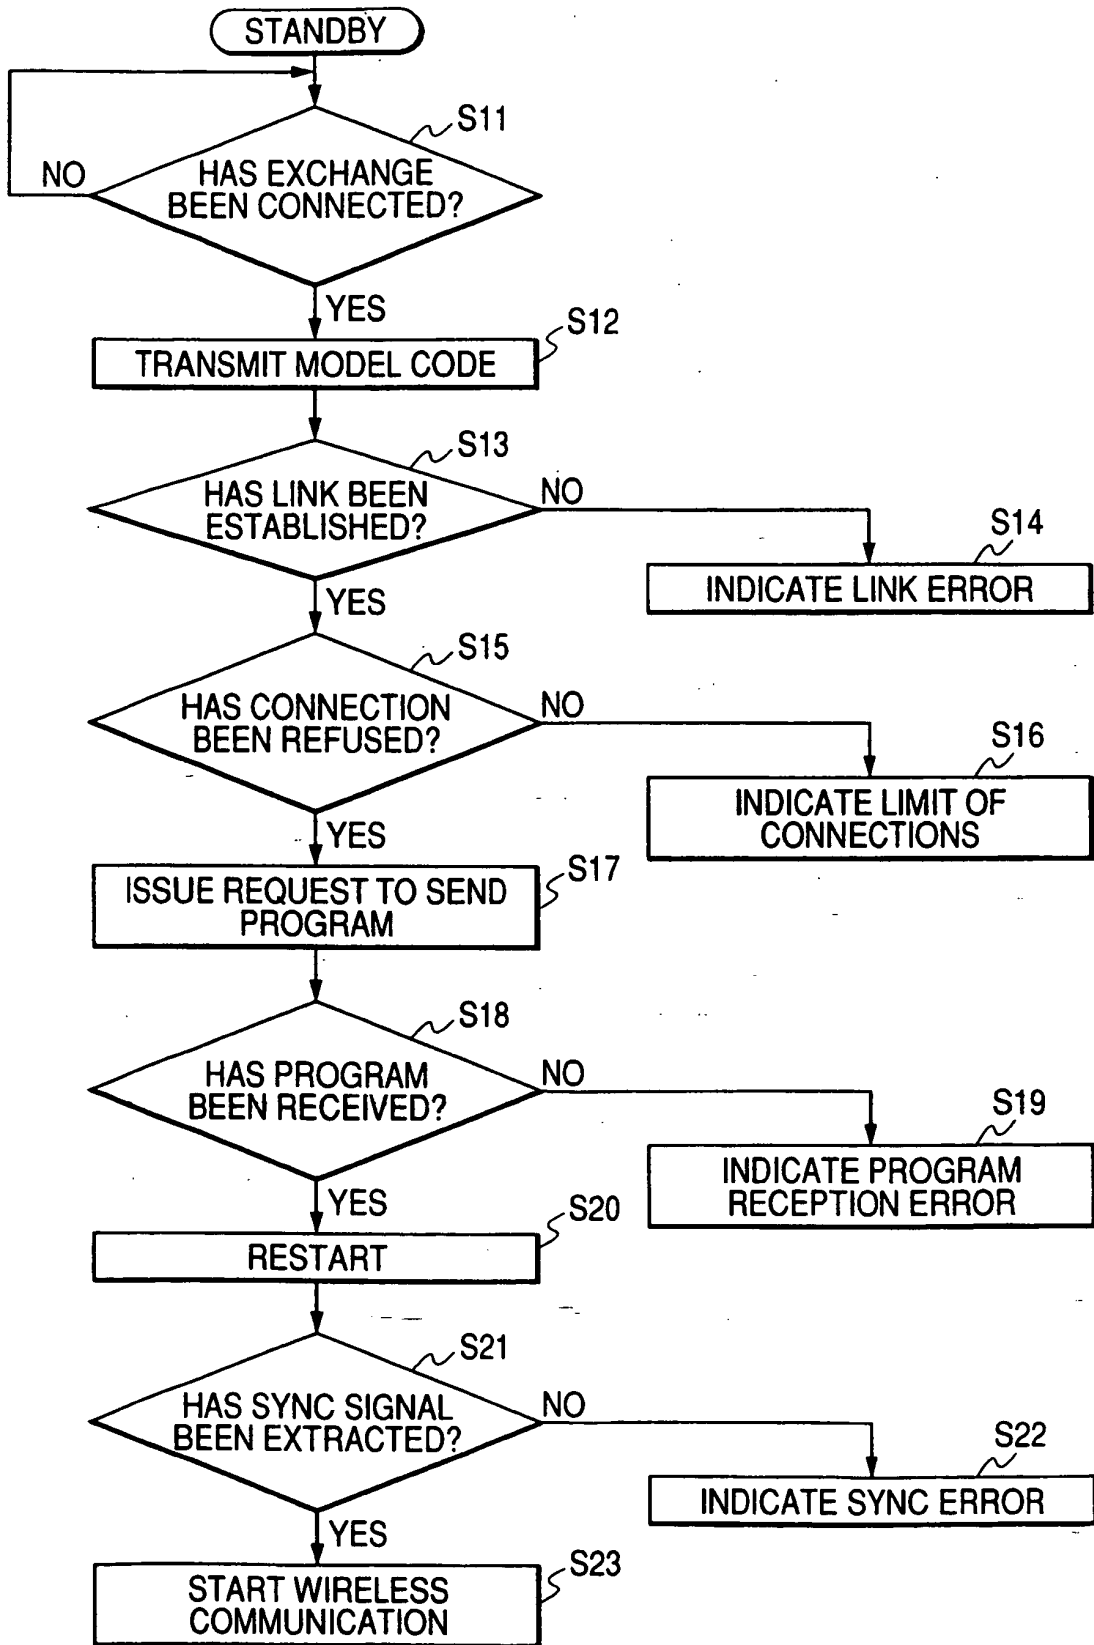 STANDBY
S11
NO
HAS EXCHANGE
BEEN CONNECTED?
YES
S12
TRANSMIT MODEL CODE
S13
HAS LINK BEEN
ESTABLISHED?
NO
S14
INDICATE LINK ERROR
YES
S15
HAS CONNECTION
BEEN REFUSED?
NO
S16
INDICATE LIMIT OF
CONNECTIONS
YES
S17
ISSUE REQUEST TO SEND
PROGRAM
S18
HAS PROGRAM
BEEN RECEIVED?
NO
S19
INDICATE PROGRAM
RECEPTION ERROR
YES
S20
RESTART
S21
HAS SYNC SIGNAL
BEEN EXTRACTED?
NO
S22
INDICATE SYNC ERROR
YES
S23
START WIRELESS
COMMUNICATION